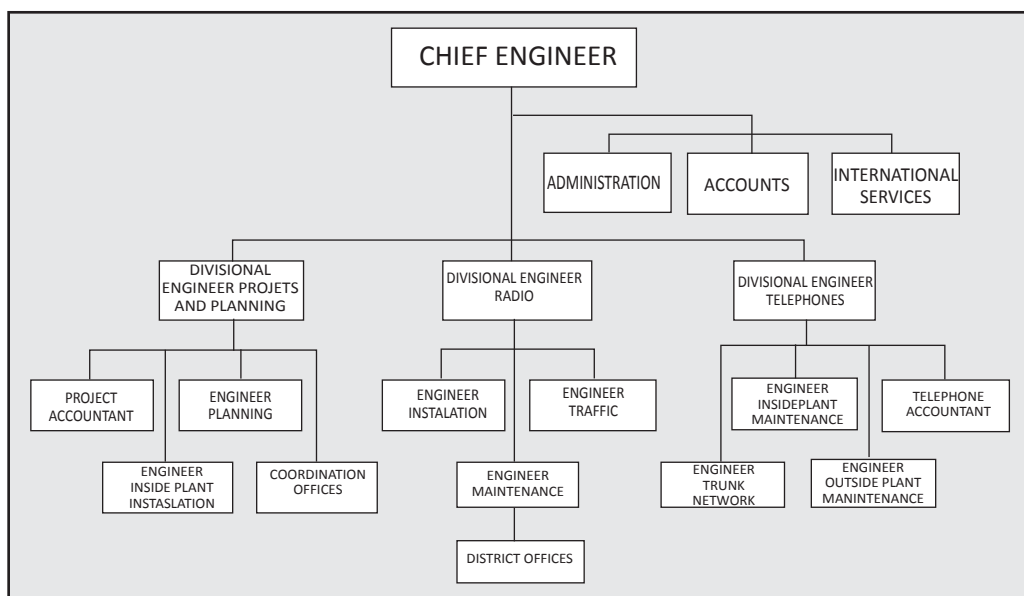 CHIEF ENGINEER
ADMINISTRATION
ACCOUNTS
INTERNATIONAL
SERVICES
DIVISIONAL
ENGINEER PROJETS
AND PLANNING
DIVISIONAL ENGINEER
RADIO
DIVISIONAL ENGINEER
TELEPHONES
PROJECT
ACCOUNTANT
ENGINEER
PLANNING
ENGINEER
INSTALATION
ENGINEER
TRAFFIC
ENGINEER
INSIDEPLANT
MAINTENANCE
TELEPHONE
ACCOUNTANT
ENGINEER
INSIDE PLANT
INSTASLATION
COORDINATION
OFFICES
ENGINEER
MAINTENANCE
ENGINEER
TRUNK
NETWORK
ENGINEER
OUTSIDE PLANT
MANINTENANCE
DISTRICT OFFICES